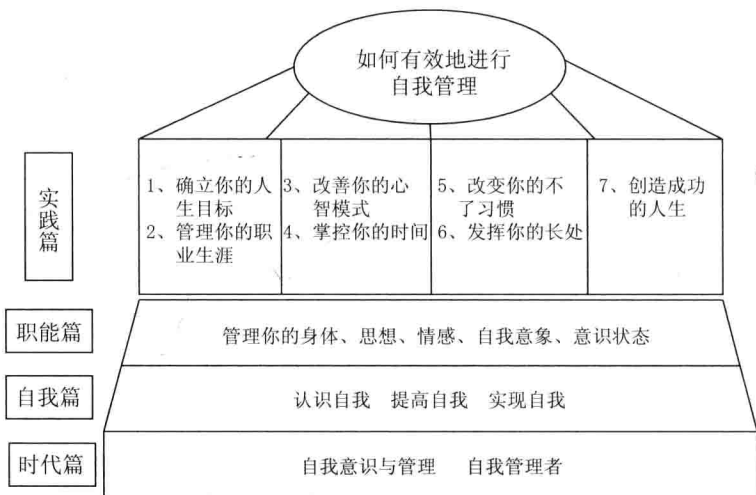 如何有效地进行
自我管理
实践篇
1、确立你的人
生目标
2、管理你的职
业生涯
3、改善你的心
智模式
4、掌控你的时间
5、改变你的不
了习惯
6、发挥你的长处
7、创造成功
的人生
职能篇
管理你的身体、思想、情感、自我意象、意识状态
自我篇
认识自我 提高自我 实现自我
时代篇
自我意识与管理 自我管理者